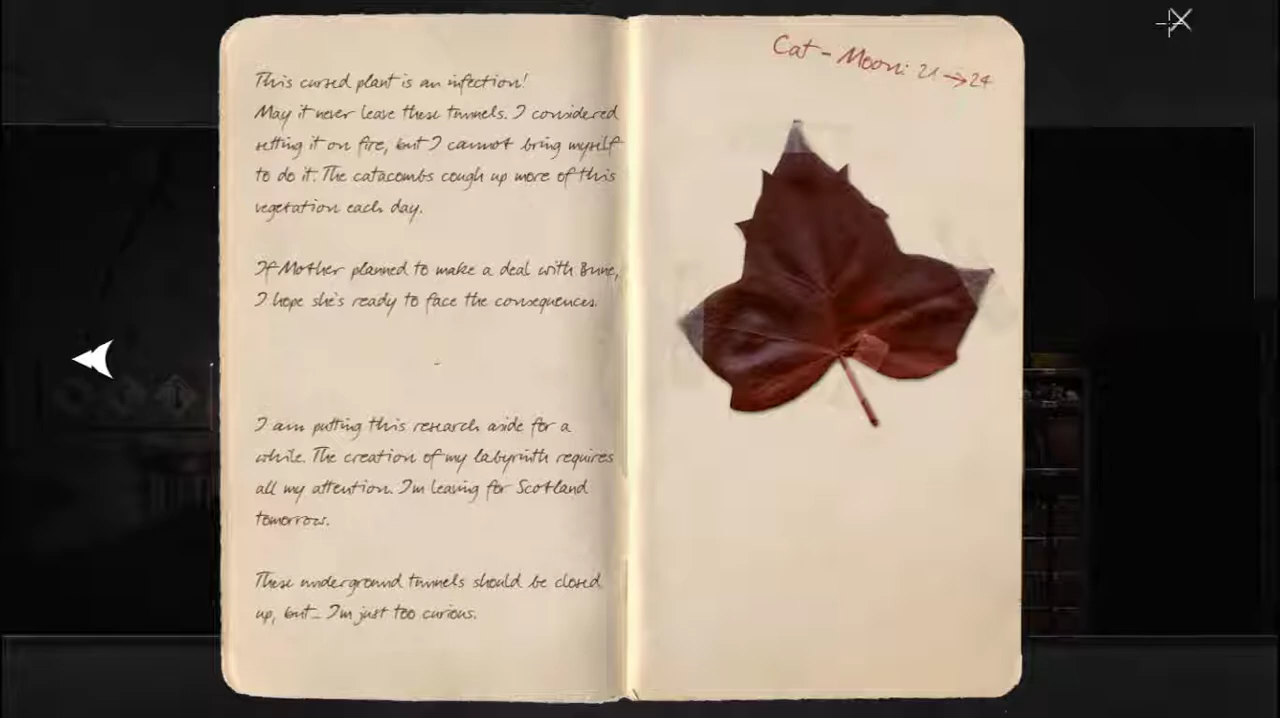 This cursed plant is an infection!
May it never leave these tunnels. I considered
setting it on fire, but I cannot bring myself
to do it. The catacombs cough up more of this
vegetation each day.
If Mother planned to make a deal with Bune,
I hope she's ready to face the consequences.
-
I am putting this research aside for a
while. The creation of my labyrinth requires
all my attention. I'm leaving for Scotland
tomorrow.
These underground tunnels should be closed
up, but... I'm just too curious.
Cat - Moon: 21 → 24